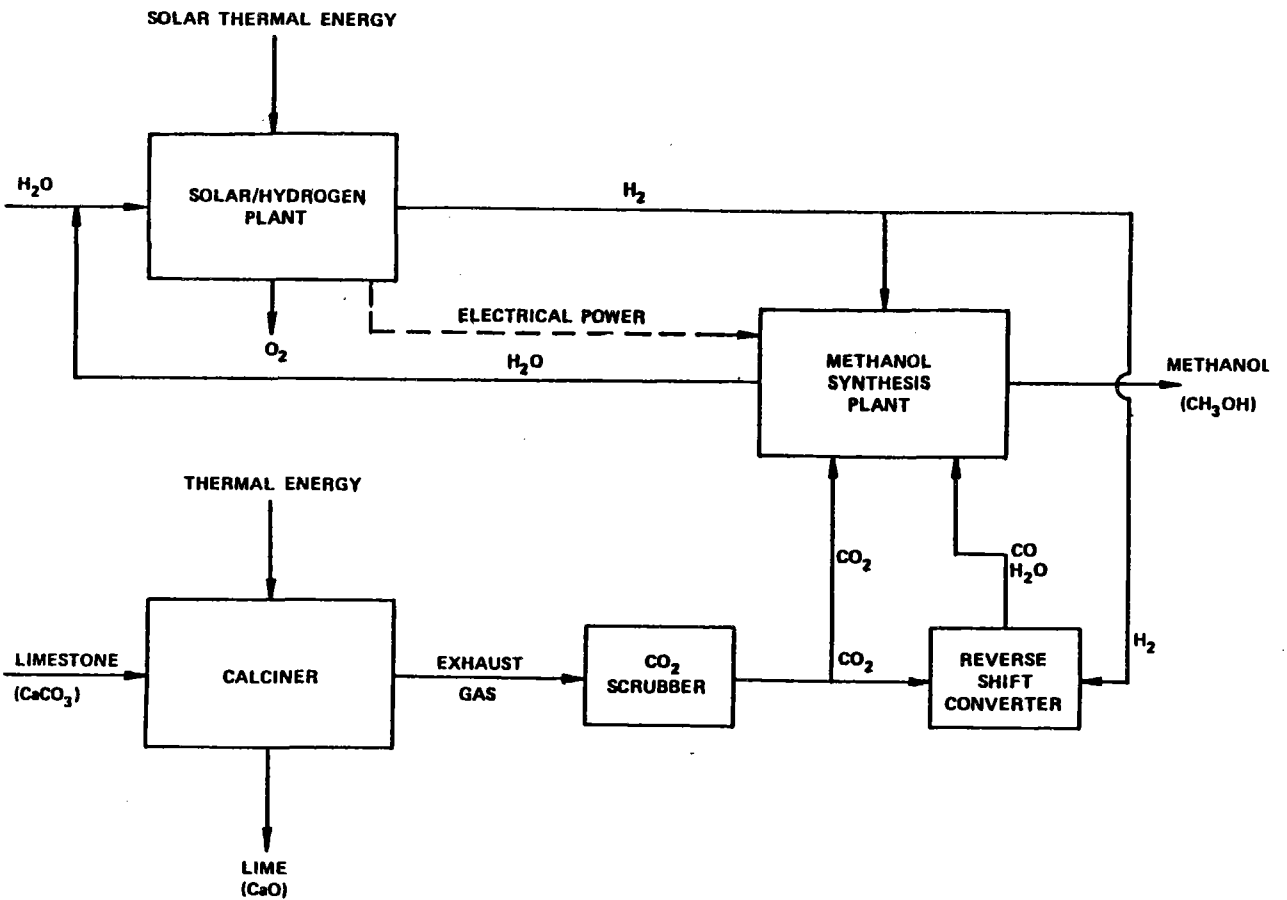 SOLAR THERMAL ENERGY
H₂O
SOLAR/HYDROGEN
PLANT
H₂
ELECTRICAL POWER
O₂
H₂O
METHANOL
SYNTHESIS
PLANT
METHANOL
(CH₃OH)
THERMAL ENERGY
CO₂
CO
H₂O
LIMESTONE
(CaCO₃)
CALCINER
EXHAUST
GAS
CO₂
SCRUBBER
CO₂
REVERSE
SHIFT
CONVERTER
H₂
LIME
(CaO)